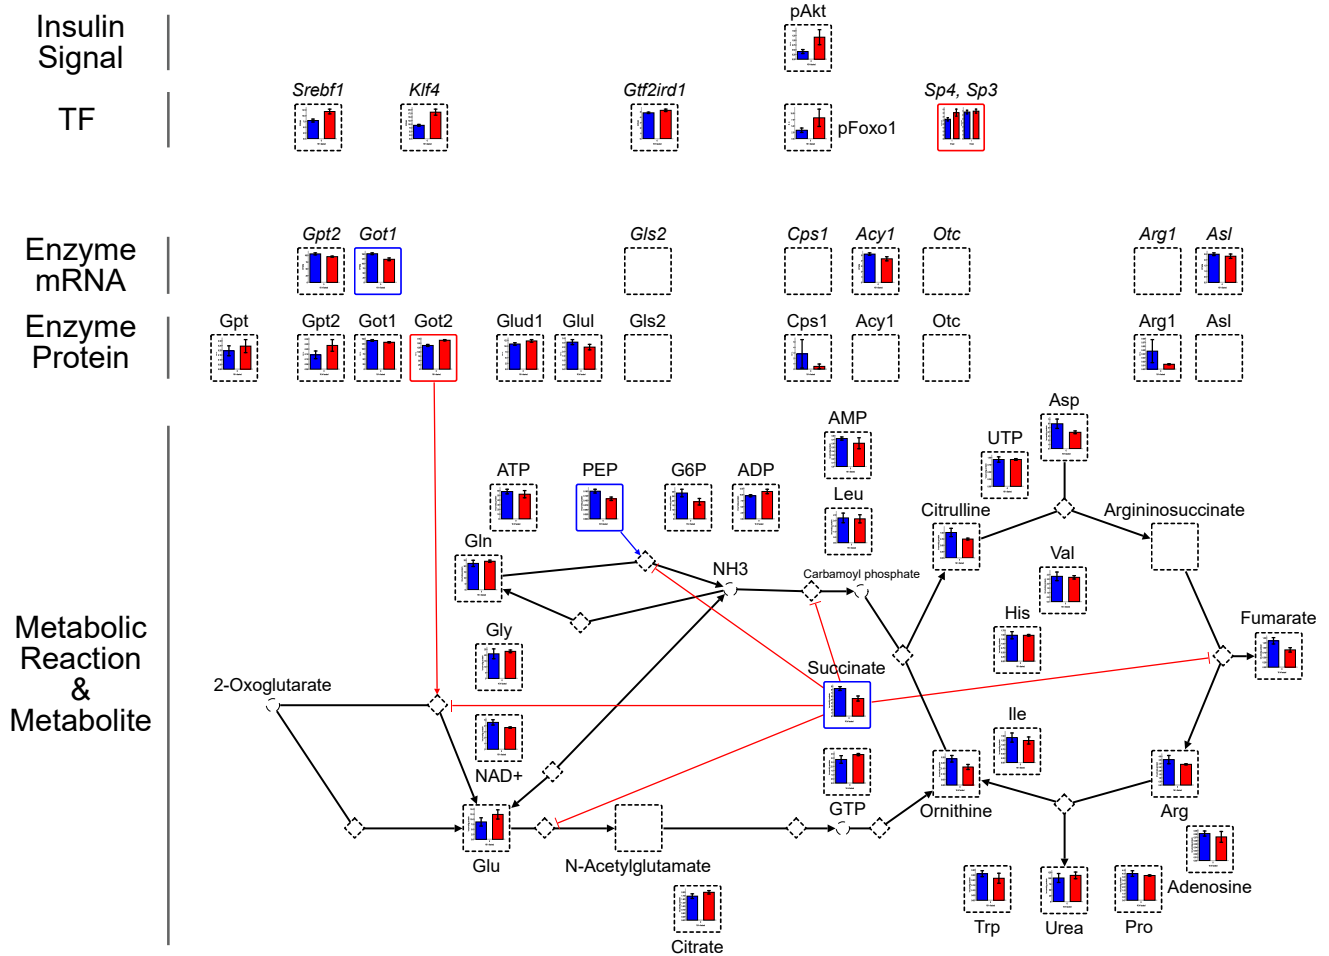 Insulin
Signal
pAkt
TF
Srebf1
Klf4
Gtf2ird1
pFoxo1
Sp4, Sp3
Enzyme
mRNA
Gpt2
Got1
Gls2
Cps1
Acy1
Otc
Arg1
Asl
Enzyme
Protein
Gpt
Gpt2
Got1
Got2
Glud1
Glul
Gls2
Cps1
Acy1
Otc
Arg1
Asl
Metabolic
Reaction
&
Metabolite
AMP
Asp
UTP
ATP
PEP
G6P
ADP
Leu
Citrulline
Argininosuccinate
Gln
NH3
Carbamoyl phosphate
Val
His
Fumarate
Gly
Succinate
2-Oxoglutarate
Ile
NAD+
GTP
Ornithine
Arg
Glu
N-Acetylglutamate
Adenosine
Citrate
Trp
Urea
Pro